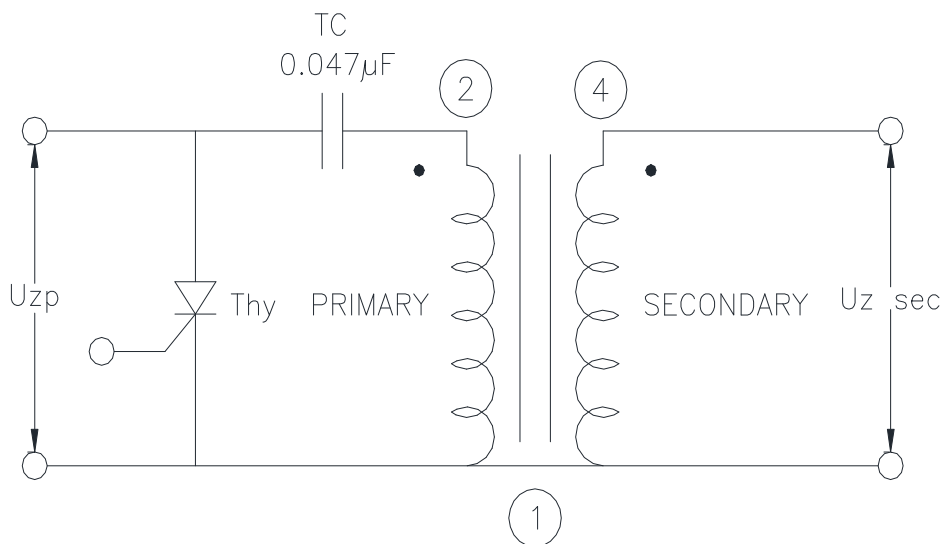 TC
0.047µF
2
4
Uzp
Thy
PRIMARY
SECONDARY
Uz sec
1